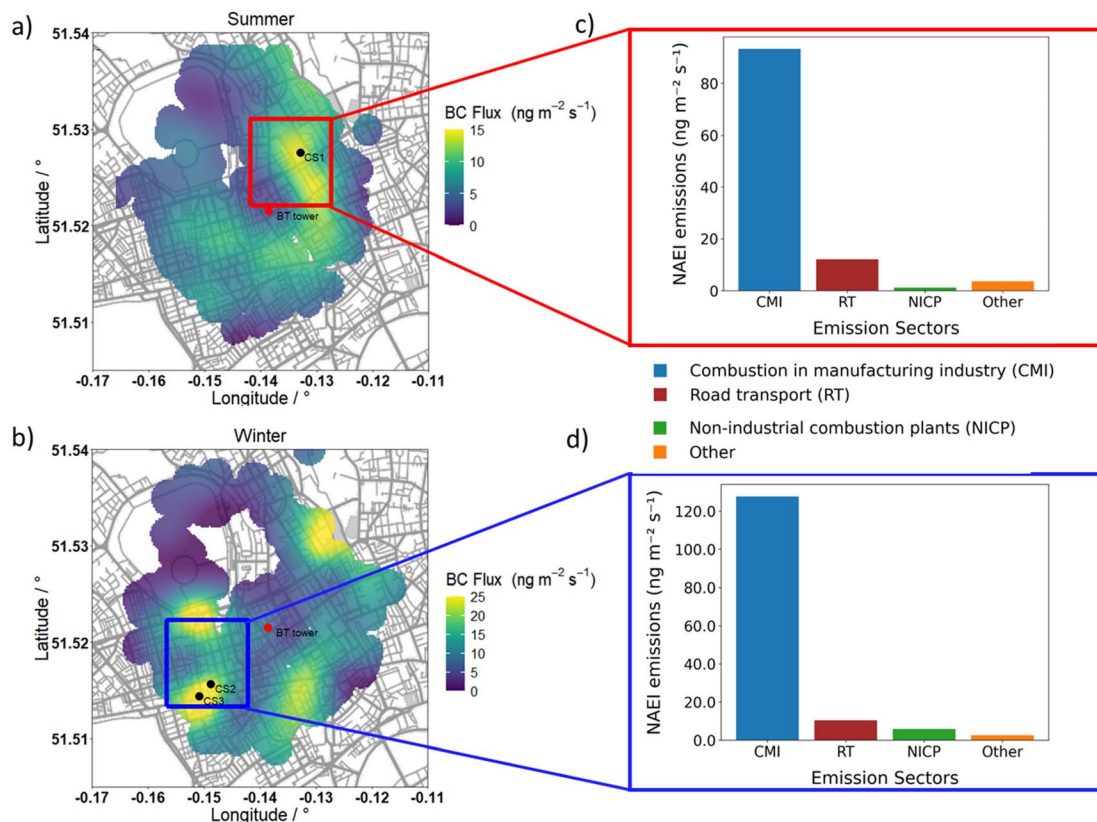 a)
Summer
51.54
51.53
51.52
51.51
Latitude / °
-0.17 -0.16 -0.15 -0.14 -0.13 -0.12 -0.11
Longitude / °
CS1
BT tower
BC Flux (ng m⁻² s⁻¹)
15
10
5
0
c)
NAEI emissions (ng m⁻² s⁻¹)
80
60
40
20
0
CMI RT NICP Other
Emission Sectors
Combustion in manufacturing industry (CMI)
Road transport (RT)
Non-industrial combustion plants (NICP)
Other
b)
Winter
51.54
51.53
51.52
51.51
Latitude / °
-0.17 -0.16 -0.15 -0.14 -0.13 -0.12 -0.11
Longitude / °
BT tower
CS2
CS3
BC Flux (ng m⁻² s⁻¹)
25
20
15
10
5
0
d)
NAEI emissions (ng m⁻² s⁻¹)
120.0
100.0
80.0
60.0
40.0
20.0
0.0
CMI RT NICP Other
Emission Sectors